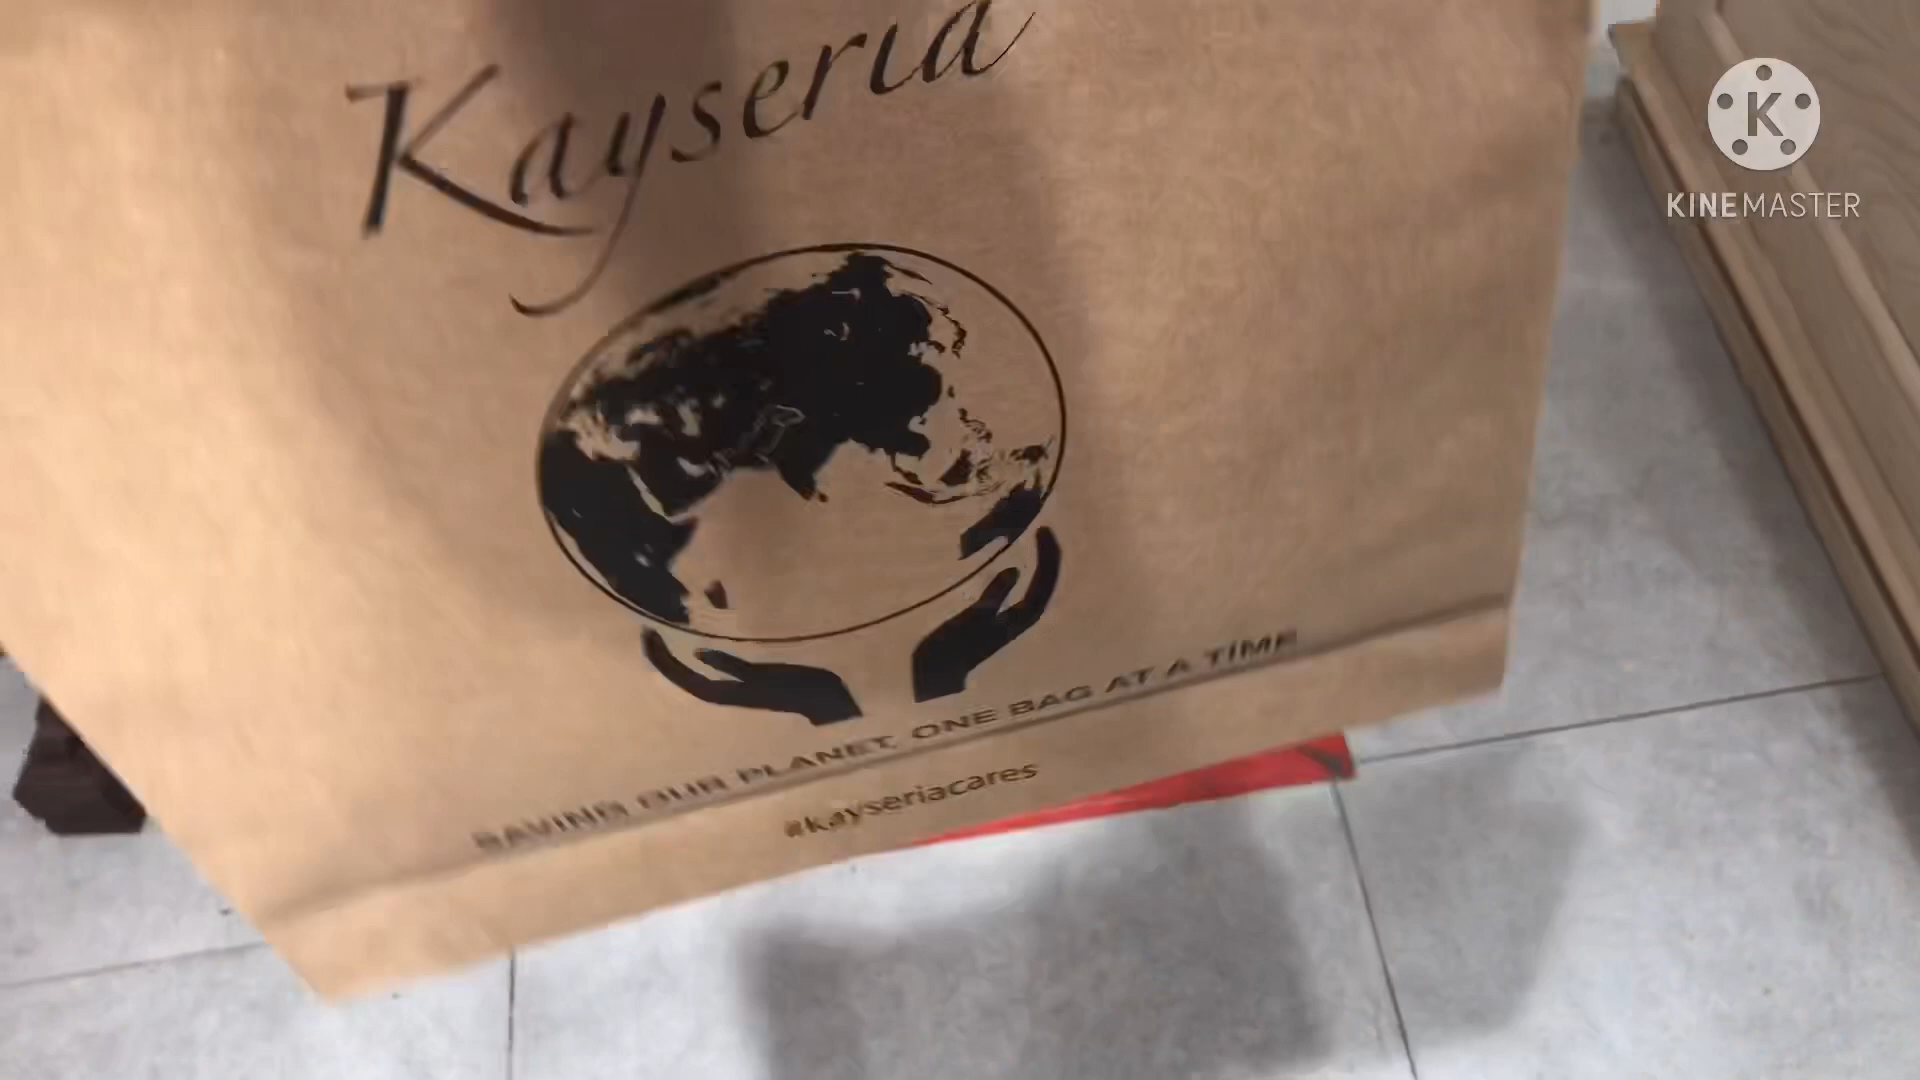 Kayseria
K
KINEMASTER
SAVING OUR PLANET, ONE BAG AT A TIME
#kayseriacares